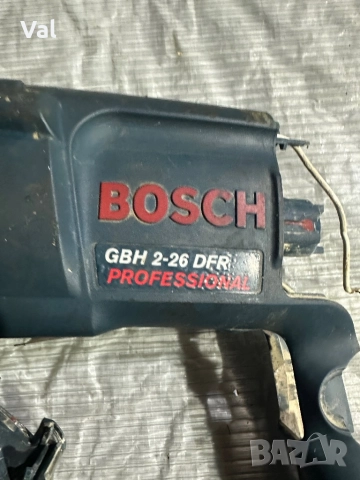 Val
BOSCH
GBH 2-26 DFR
PROFESSIONAL
BAZAR